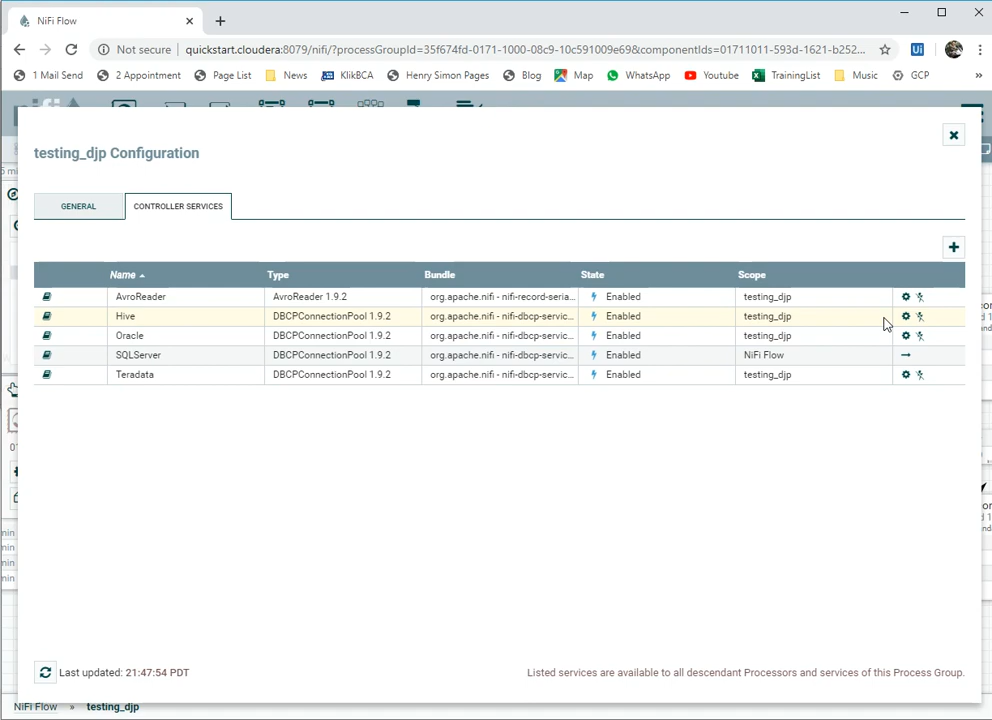 NiFi Flow
Not secure quickstart.cloudera:8079/nifi/?processGroupId=35f674fd-0171-1000-08c9-10c591009e69&componentIds=01711011-593d-1621-b252...
1 Mail Send 2 Appointment Page List News KlikBCA Henry Simon Pages Blog Map WhatsApp Youtube TrainingList Music GCP »
testing_djp Configuration
GENERAL CONTROLLER SERVICES
Name Type Bundle State Scope
AvroReader AvroReader 1.9.2 org.apache.nifi - nifi-record-seria... Enabled testing_djp
Hive DBCPConnectionPool 1.9.2 org.apache.nifi - nifi-dbcp-servic... Enabled testing_djp
Oracle DBCPConnectionPool 1.9.2 org.apache.nifi - nifi-dbcp-servic... Enabled testing_djp
SQLServer DBCPConnectionPool 1.9.2 org.apache.nifi - nifi-dbcp-servic... Enabled NiFi Flow
Teradata DBCPConnectionPool 1.9.2 org.apache.nifi - nifi-dbcp-servic... Enabled testing_djp
Last updated: 21:47:54 PDT Listed services are available to all descendant Processors and services of this Process Group.
NiFi Flow » testing_djp